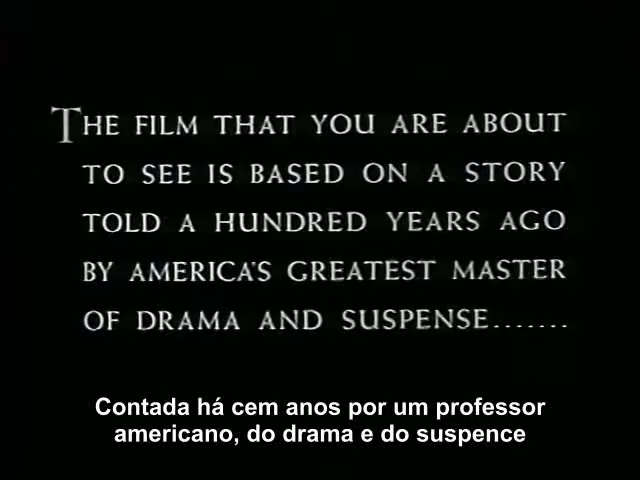 THE FILM THAT YOU ARE ABOUT
TO SEE IS BASED ON A STORY
TOLD A HUNDRED YEARS AGO
BY AMERICA'S GREATEST MASTER
OF DRAMA AND SUSPENSE.......
Contada há cem anos por um professor
americano, do drama e do suspence